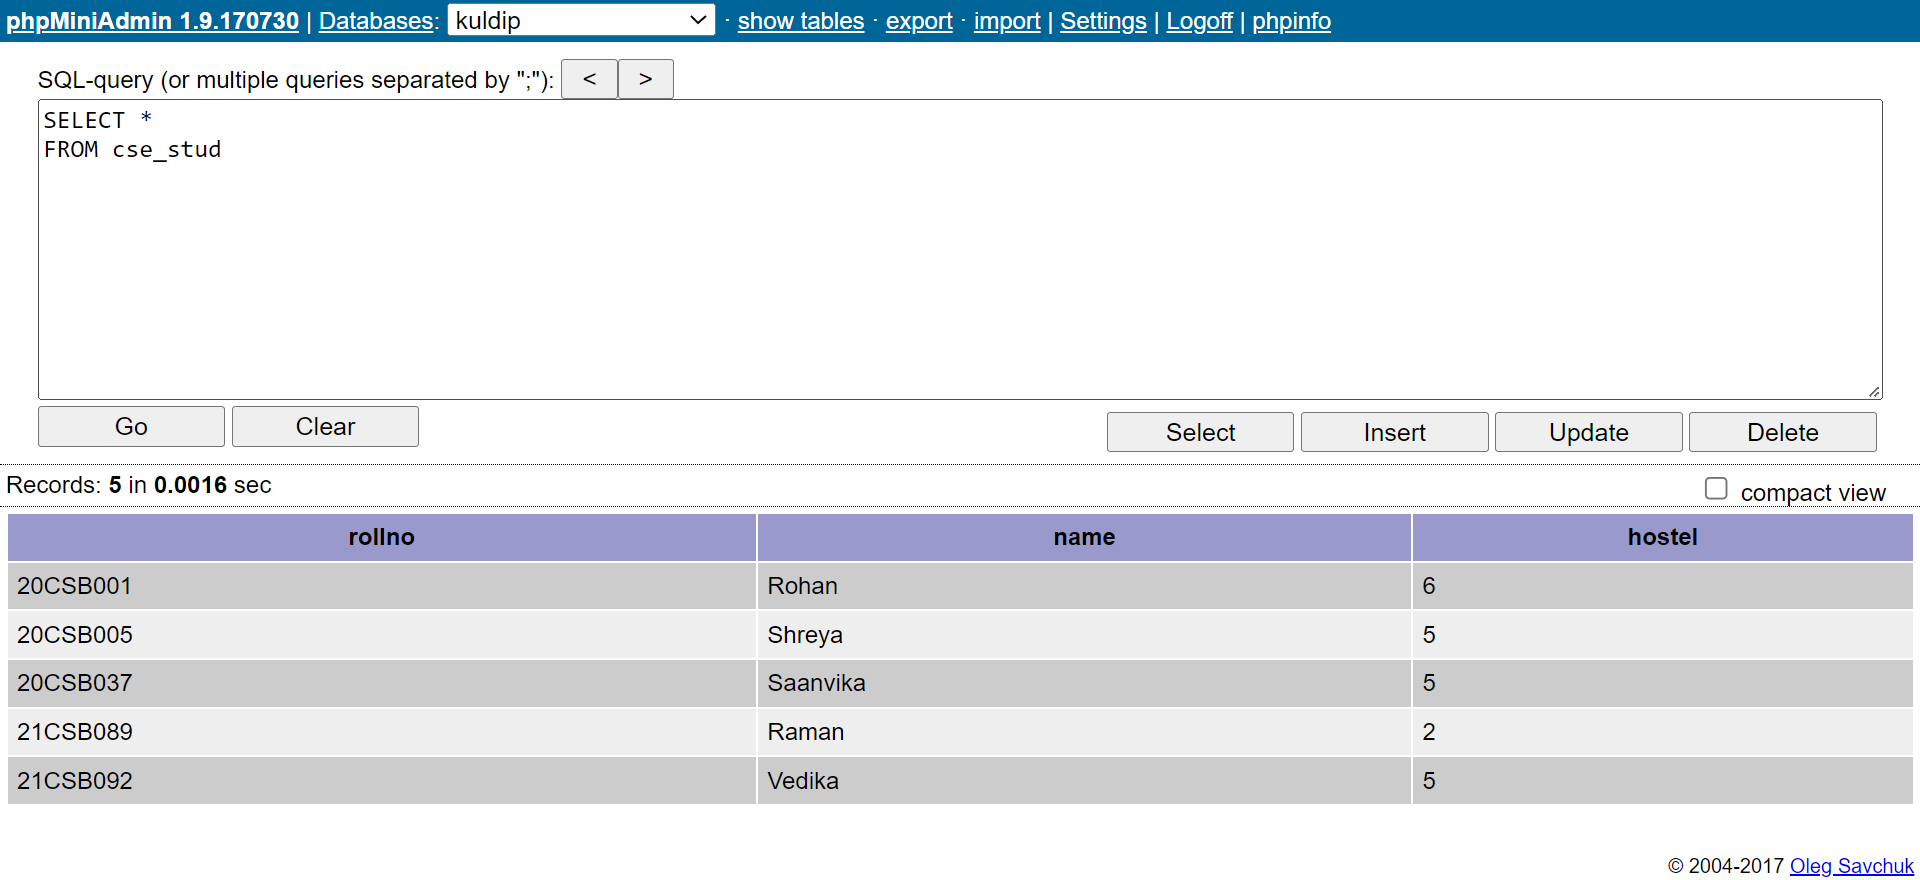 phpMiniAdmin 1.9.170730 | Databases: kuldip · show tables · export · import | Settings | Logoff | phpinfo
SQL-query (or multiple queries separated by ";"): < >
SELECT *
FROM cse_stud
Go Clear Select Insert Update Delete
Records: 5 in 0.0016 sec compact view
rollno name hostel
20CSB001 Rohan 6
20CSB005 Shreya 5
20CSB037 Saanvika 5
21CSB089 Raman 2
21CSB092 Vedika 5
© 2004-2017 Oleg Savchuk